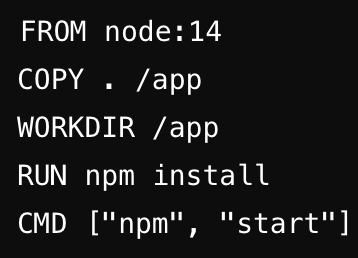 FROM node:14
COPY . /app
WORKDIR /app
RUN npm install
CMD ["npm", "start"]